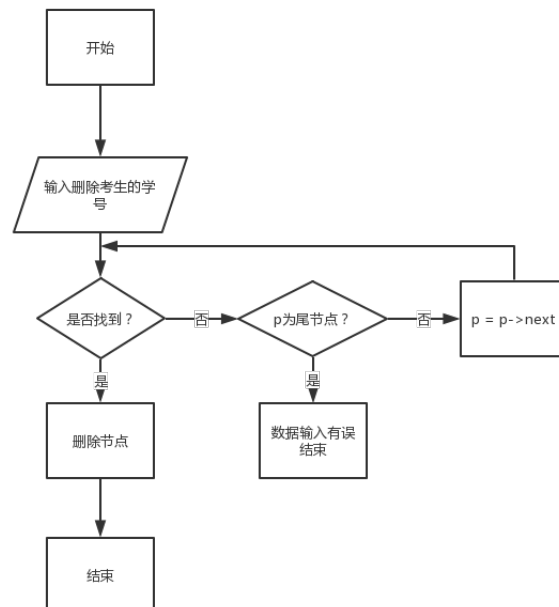 开始
输入删除考生的学
号
是否找到？
否
p为尾节点？
否
p = p->next
是
是
删除节点
数据输入有误
结束
结束